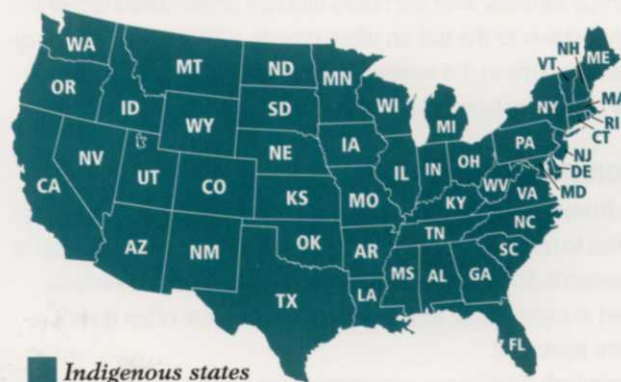 WA
OR
CA
ID
NV
AZ
UT
MT
WY
CO
NM
ND
SD
NE
KS
OK
TX
MN
IA
MO
AR
LA
WI
IL
MI
IN
OH
KY
TN
MS
AL
GA
FL
SC
NC
VA
WV
PA
NY
VT
NH
ME
MA
RI
CT
NJ
DE
MD
Indigenous states